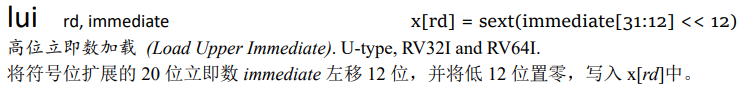 lui rd, immediate x[rd] = sext(immediate[31:12] << 12)
高位立即数加载 (Load Upper Immediate). U-type, RV32I and RV64I.
将符号位扩展的 20 位立即数 immediate 左移 12 位，并将低 12 位置零，写入 x[rd]中。